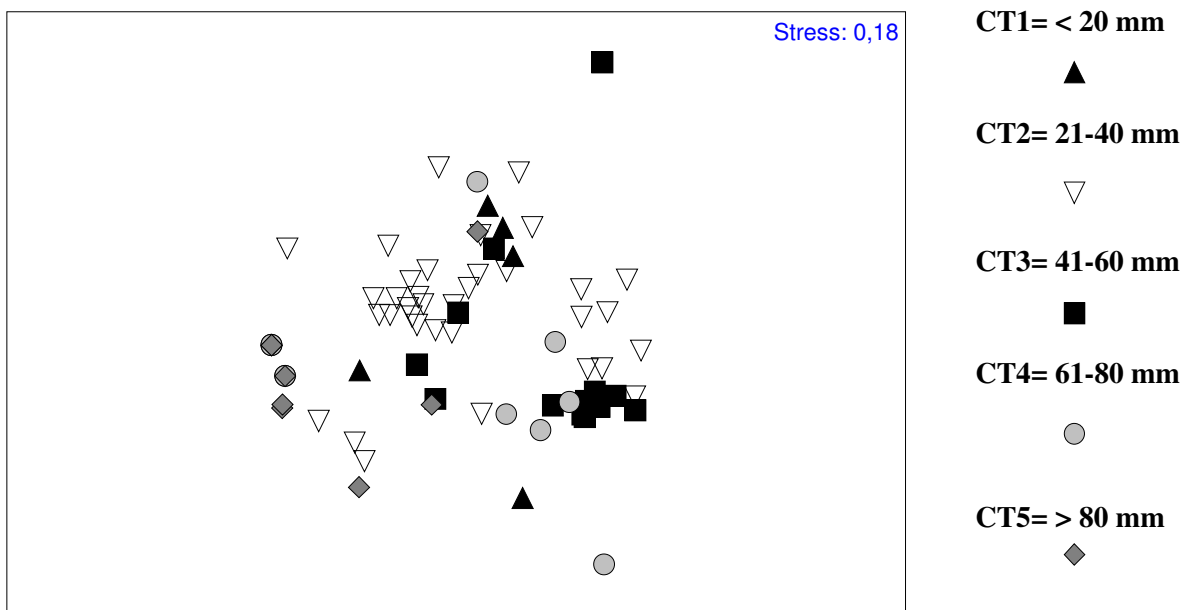 Stress: 0,18
CT1= < 20 mm
CT2= 21-40 mm
CT3= 41-60 mm
CT4= 61-80 mm
CT5= > 80 mm